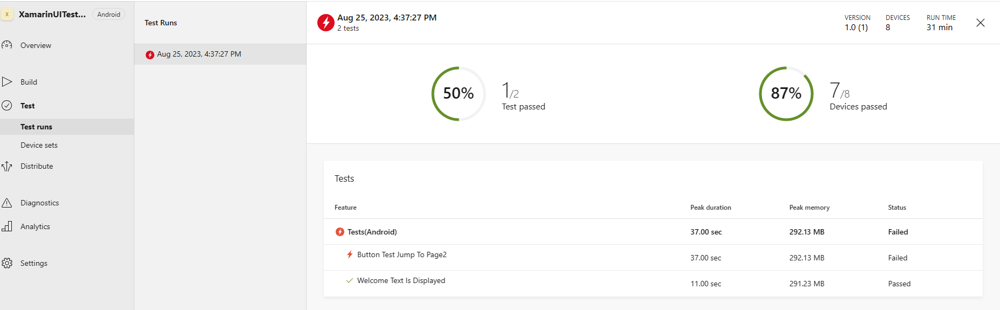 X XamarinUITest... Android
Overview
Build
Test
Test runs
Device sets
Distribute
Diagnostics
Analytics
Settings
Test Runs
Aug 25, 2023, 4:37:27 PM
Aug 25, 2023, 4:37:27 PM
2 tests
VERSION
1.0 (1)
DEVICES
8
RUN TIME
31 min
50%
1/2
Test passed
87%
7/8
Devices passed
Tests
Feature Peak duration Peak memory Status
Tests(Android) 37.00 sec 292.13 MB Failed
Button Test Jump To Page2 37.00 sec 292.13 MB Failed
Welcome Text Is Displayed 11.00 sec 291.23 MB Passed